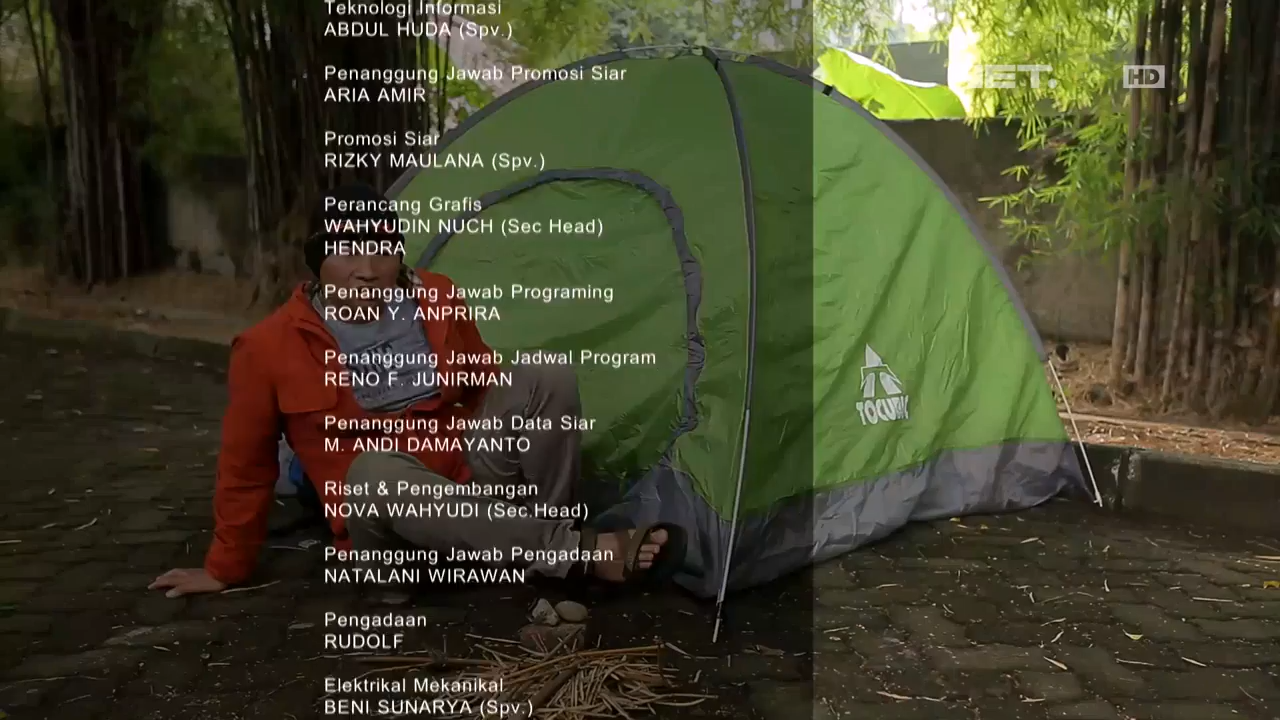 Teknologi Informasi
ABDUL HUDA (Spv.)
Penanggung Jawab Promosi Siar
ARIA AMIR
Promosi Siar
RIZKY MAULANA (Spv.)
Perancang Grafis
WAHYUDIN NUCH (Sec Head)
HENDRA
Penanggung Jawab Programing
ROAN Y. ANPRIRA
Penanggung Jawab Jadwal Program
RENO F. JUNIRMAN
Penanggung Jawab Data Siar
M. ANDI DAMAYANTO
Riset & Pengembangan
NOVA WAHYUDI (Sec.Head)
Penanggung Jawab Pengadaan
NATALANI WIRAWAN
Pengadaan
RUDOLF
Elektrikal Mekanikal
BENI SUNARYA (Spv.)
NET.
HD